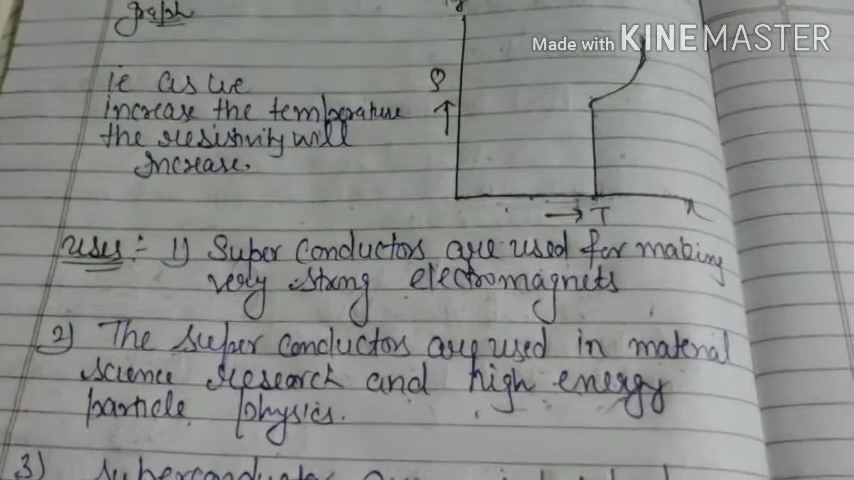 graph
Made with KINEMASTER
ie as we
increase the temperature
the resistivity will
increase.
ρ
→ T
x
uses :- 1) Super conductors are used for making
very strong electromagnets
2) The super conductors are used in material
science research and high energy
particle physics.
3) Superconductor are